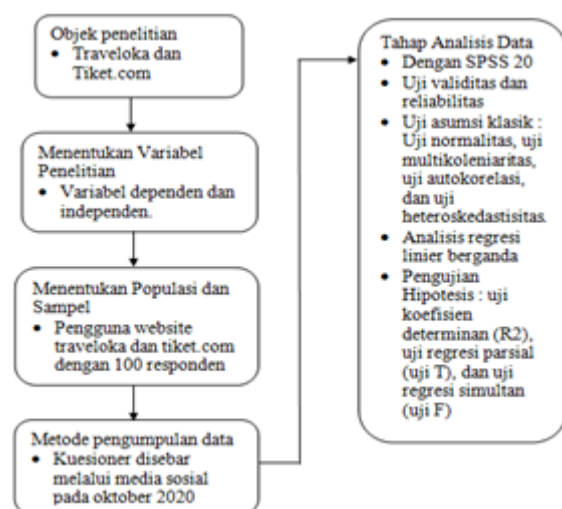 Objek penelitian
• Traveloka dan
Tiket.com
Menentukan Variabel
Penelitian
• Variabel dependen dan
independen.
Menentukan Populasi dan
Sampel
• Pengguna website
traveloka dan tiket.com
dengan 100 responden
Metode pengumpulan data
• Kuesioner disebar
melalui media sosial
pada oktober 2020
Tahap Analisis Data
• Dengan SPSS 20
• Uji validitas dan
reliabilitas
• Uji asumsi klasik :
Uji normalitas, uji
multikoleniaritas,
uji autokorelasi,
dan uji
heteroskedastisitas.
• Analisis regresi
linier berganda
• Pengujian
Hipotesis : uji
koefisien
determinan (R2),
uji regresi parsial
(uji T), dan uji
regresi simultan
(uji F)